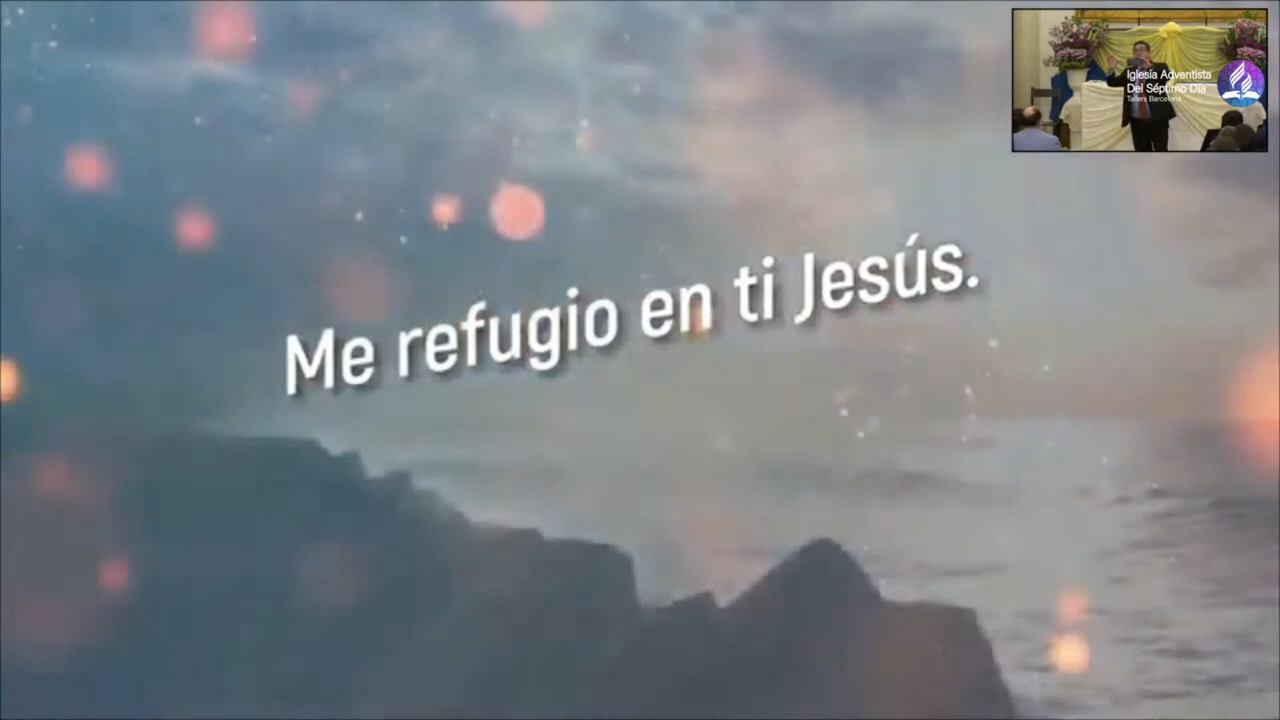 Me refugio en ti Jesús.
Iglesia Adventista
Del Séptimo Día
Tallers Barcelona